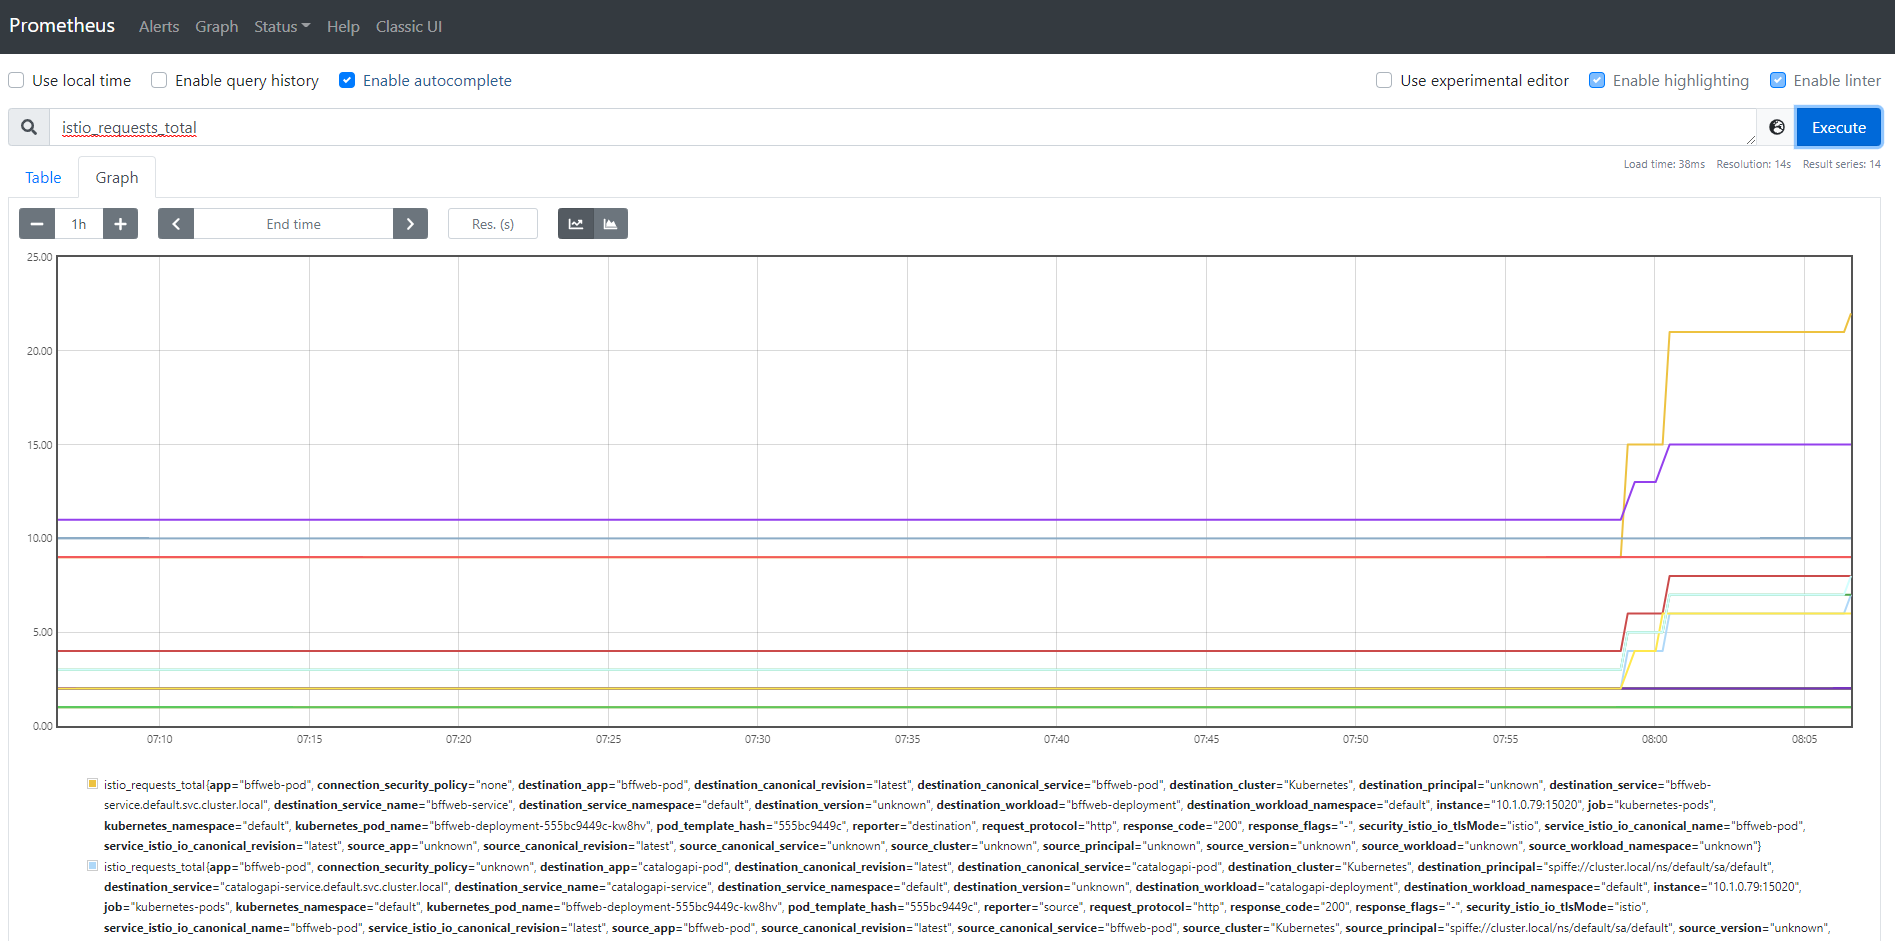 Prometheus Alerts Graph Status Help Classic UI
Use local time Enable query history Enable autocomplete Use experimental editor Enable highlighting Enable linter
istio_requests_total Execute
Load time: 38ms Resolution: 14s Result series: 14
Table Graph
1h End time Res. (s)
25.00
20.00
15.00
10.00
5.00
0.00
07:10 07:15 07:20 07:25 07:30 07:35 07:40 07:45 07:50 07:55 08:00 08:05
istio_requests_total{app="bffweb-pod", connection_security_policy="none", destination_app="bffweb-pod", destination_canonical_revision="latest", destination_canonical_service="bffweb-pod", destination_cluster="Kubernetes", destination_principal="unknown", destination_service="bffweb-
service.default.svc.cluster.local", destination_service_name="bffweb-service", destination_service_namespace="default", destination_version="unknown", destination_workload="bffweb-deployment", destination_workload_namespace="default", instance="10.1.0.79:15020", job="kubernetes-pods",
kubernetes_namespace="default", kubernetes_pod_name="bffweb-deployment-555bc9449c-kw8hv", pod_template_hash="555bc9449c", reporter="destination", request_protocol="http", response_code="200", response_flags="-", security_istio_io_tlsMode="istio", service_istio_io_canonical_name="bffweb-pod",
service_istio_io_canonical_revision="latest", source_app="unknown", source_canonical_revision="latest", source_canonical_service="unknown", source_cluster="unknown", source_principal="unknown", source_version="unknown", source_workload="unknown", source_workload_namespace="unknown"}
istio_requests_total{app="bffweb-pod", connection_security_policy="unknown", destination_app="catalogapi-pod", destination_canonical_revision="latest", destination_canonical_service="catalogapi-pod", destination_cluster="Kubernetes", destination_principal="spiffe://cluster.local/ns/default/sa/default",
destination_service="catalogapi-service.default.svc.cluster.local", destination_service_name="catalogapi-service", destination_service_namespace="default", destination_version="unknown", destination_workload="catalogapi-deployment", destination_workload_namespace="default", instance="10.1.0.79:15020",
job="kubernetes-pods", kubernetes_namespace="default", kubernetes_pod_name="bffweb-deployment-555bc9449c-kw8hv", pod_template_hash="555bc9449c", reporter="source", request_protocol="http", response_code="200", response_flags="-", security_istio_io_tlsMode="istio",
service_istio_io_canonical_name="bffweb-pod", service_istio_io_canonical_revision="latest", source_app="bffweb-pod", source_canonical_revision="latest", source_canonical_service="bffweb-pod", source_cluster="Kubernetes", source_principal="spiffe://cluster.local/ns/default/sa/default", source_version="unknown",